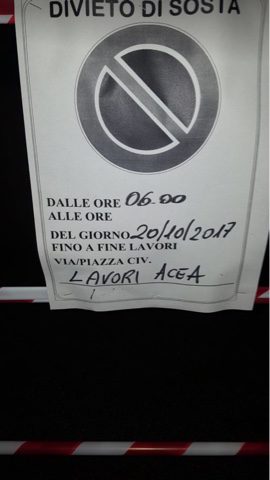 DIVIETO DI SOSTA
DALLE ORE 06.00
ALLE ORE
DEL GIORNO 20/10/2017
FINO A FINE LAVORI
VIA/PIAZZA CIV.
LAVORI ACEA